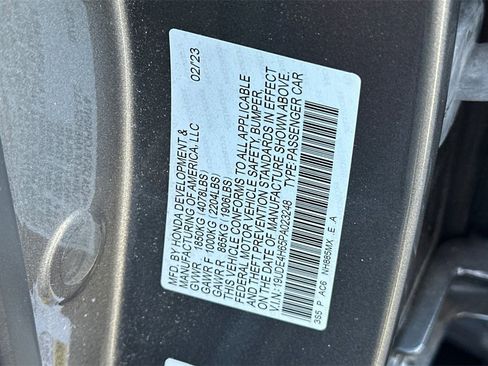 MFD. BY HONDA DEVELOPMENT & 02/23
MANUFACTURING OF AMERICA, LLC
GVWR 1850KG (4078LBS)
GAWR F 1000KG (2204LBS)
GAWR R 865KG (1906LBS)
THIS VEHICLE CONFORMS TO ALL APPLICABLE
FEDERAL MOTOR VEHICLE SAFETY, BUMPER,
AND THEFT PREVENTION STANDARDS IN EFFECT
ON THE DATE OF MANUFACTURE SHOWN ABOVE.
V.I.N.: 19UDE4H65PA023248 TYPE: PASSENGER CAR
3S5 P AC6 NH885MX E A